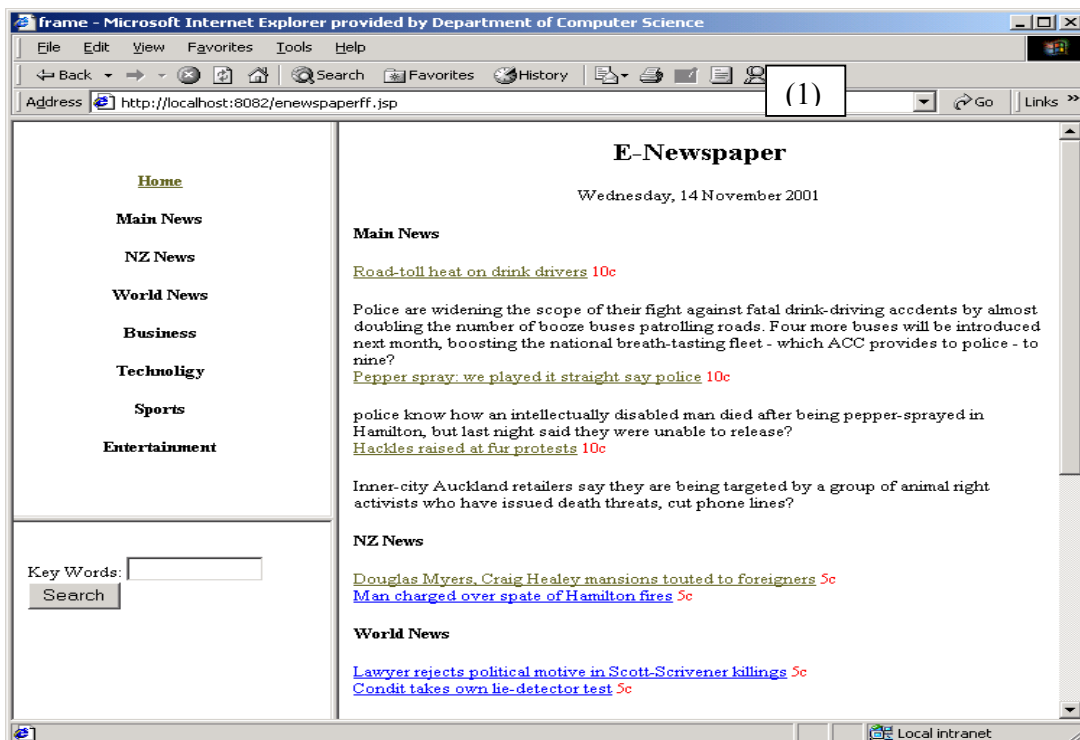 frame - Microsoft Internet Explorer provided by Department of Computer Science
File Edit View Favorites Tools Help
Back Search Favorites History
(1)
Address http://localhost:8082/enewspaperff.jsp Go Links »
Home
Main News
NZ News
World News
Business
Technoligy
Sports
Entertainment
Key Words:
Search
E-Newspaper
Wednesday, 14 November 2001
Main News
Road-toll heat on drink drivers 10c
Police are widening the scope of their fight against fatal drink-driving accdents by almost
doubling the number of booze buses patrolling roads. Four more buses will be introduced
next month, boosting the national breath-tasting fleet - which ACC provides to police - to
nine?
Pepper spray: we played it straight say police 10c
police know how an intellectually disabled man died after being pepper-sprayed in
Hamilton, but last night said they were unable to release?
Hackles raised at fur protests 10c
Inner-city Auckland retailers say they are being targeted by a group of animal right
activists who have issued death threats, cut phone lines?
NZ News
Douglas Myers, Craig Healey mansions touted to foreigners 5c
Man charged over spate of Hamilton fires 5c
World News
Lawyer rejects political motive in Scott-Scrivener killings 5c
Condit takes own lie-detector test 5c
Local intranet